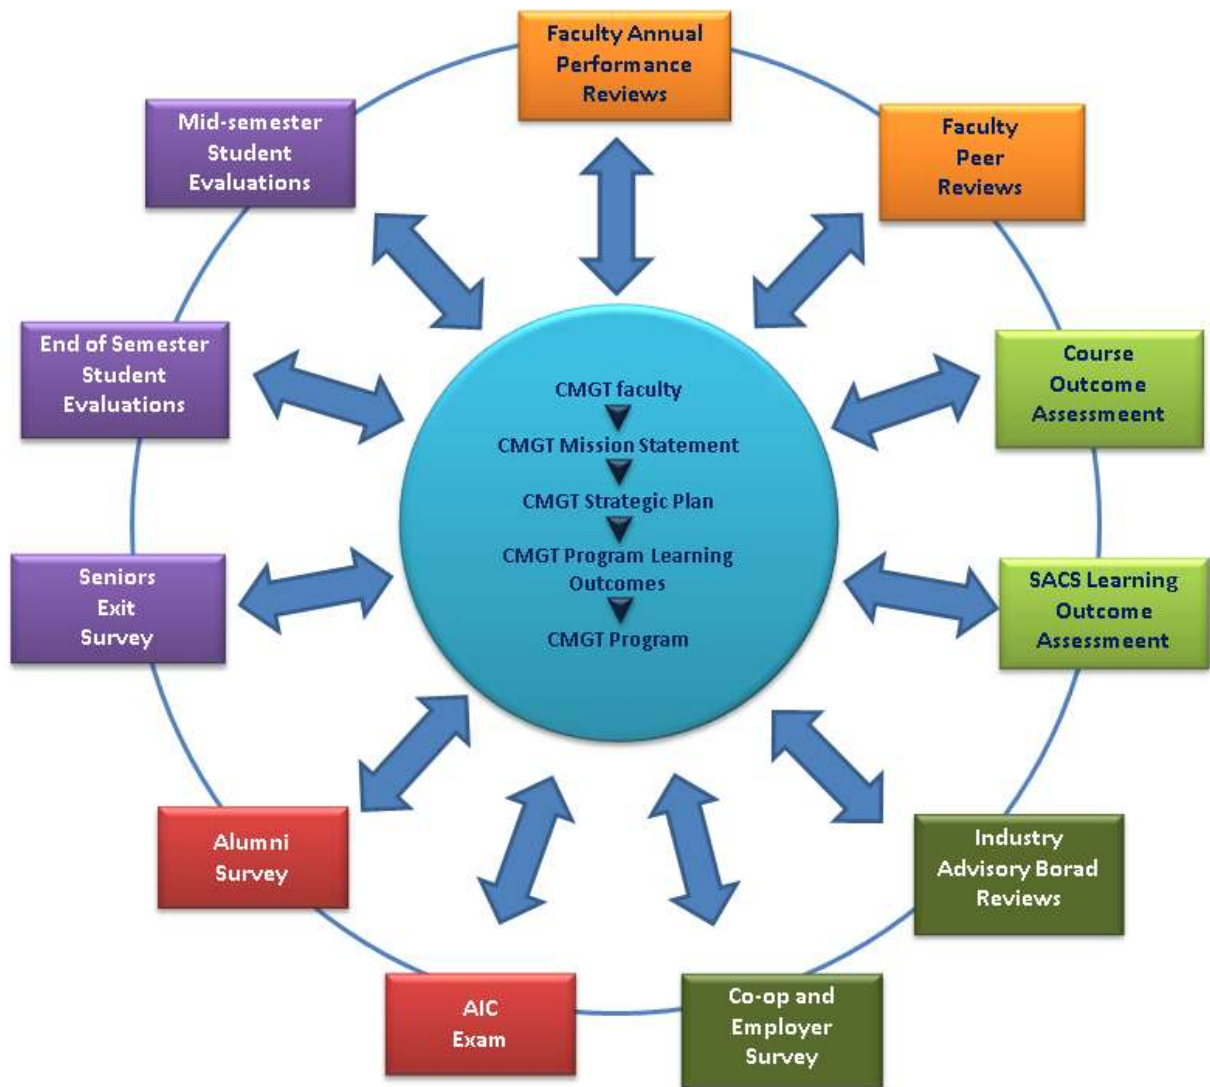 Faculty Annual
Performance
Reviews
Faculty
Peer
Reviews
Course
Outcome
Assessmeent
SACS Learning
Outcome
Assessmeent
Industry
Advisory Borad
Reviews
Co-op and
Employer
Survey
AIC
Exam
Alumni
Survey
Seniors
Exit
Survey
End of Semester
Student
Evaluations
Mid-semester
Student
Evaluations
CMGT faculty
CMGT Mission Statement
CMGT Strategic Plan
CMGT Program Learning
Outcomes
CMGT Program